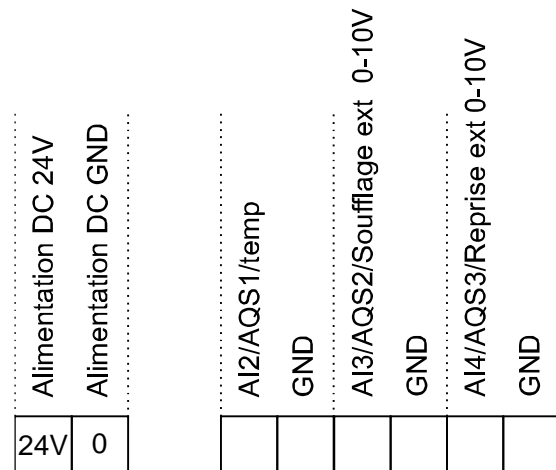 Alimentation DC 24V
Alimentation DC GND
AI2/AQS1/temp
GND
AI3/AQS2/Soufflage ext 0-10V
GND
AI4/AQS3/Reprise ext 0-10V
GND
24V
0